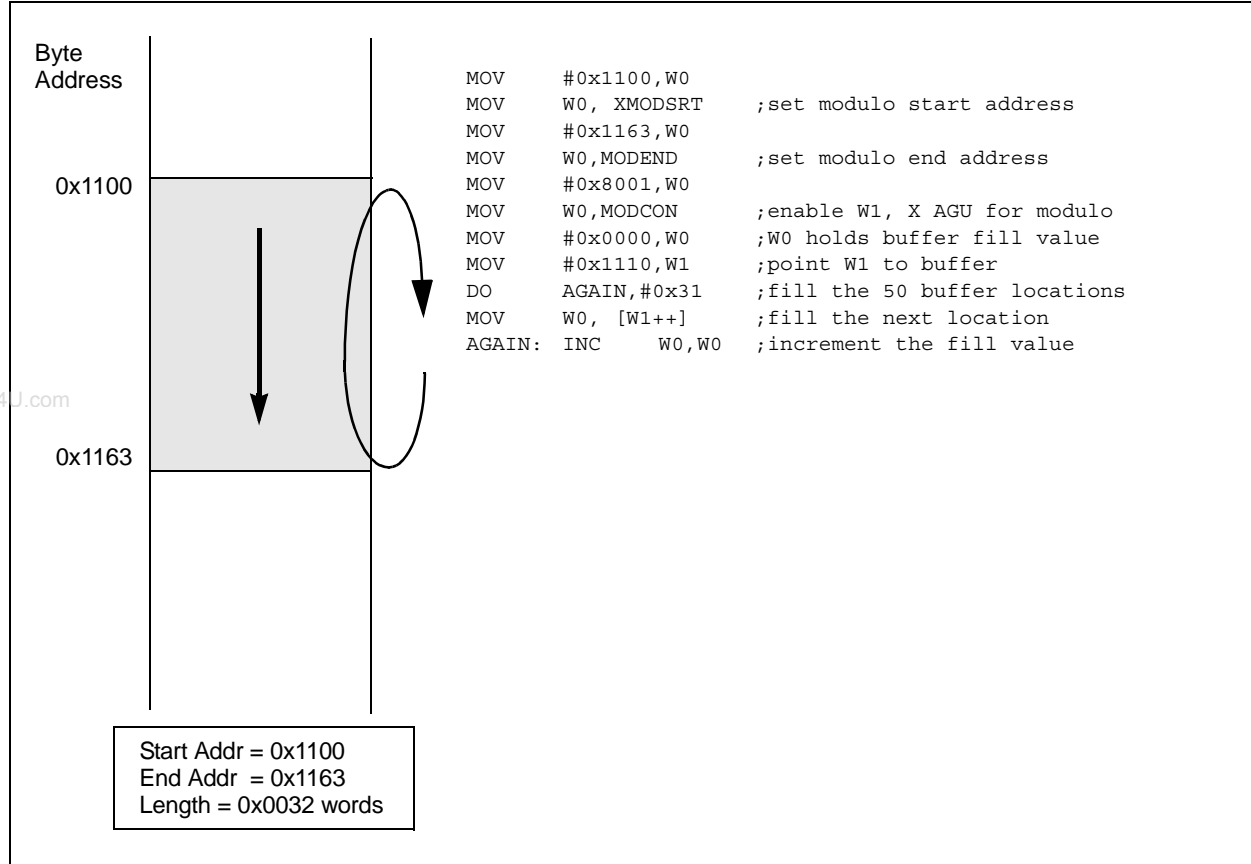 Byte
Address
MOV #0x1100,W0
MOV W0, XMODSRT ;set modulo start address
MOV #0x1163,W0
MOV W0,MODEND ;set modulo end address
MOV #0x8001,W0
MOV W0,MODCON ;enable W1, X AGU for modulo
MOV #0x0000,W0 ;W0 holds buffer fill value
MOV #0x1110,W1 ;point W1 to buffer
DO AGAIN,#0x31 ;fill the 50 buffer locations
MOV W0, [W1++] ;fill the next location
AGAIN: INC W0,W0 ;increment the fill value
0x1100
4U.com
0x1163
Start Addr = 0x1100
End Addr = 0x1163
Length = 0x0032 words